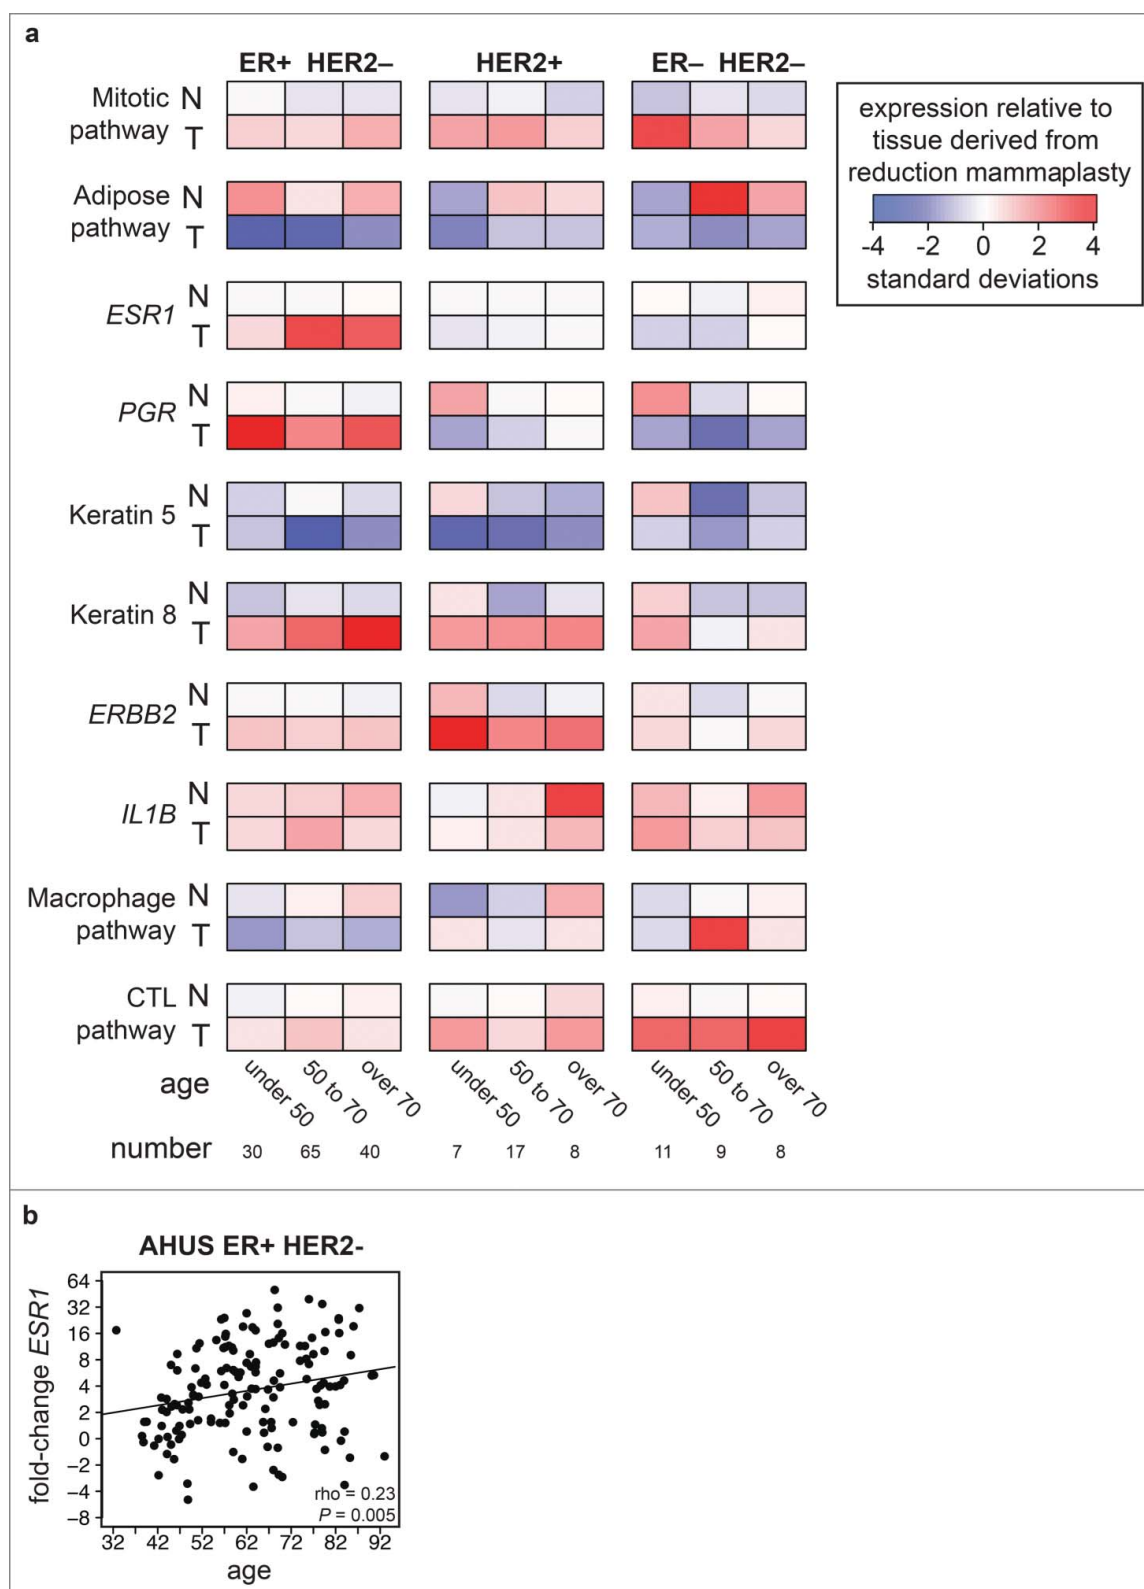 a
ER+ HER2– HER2+ ER– HER2–
Mitotic
pathway
N
T
Adipose
pathway
N
T
ESR1
N
T
PGR
N
T
Keratin 5
N
T
Keratin 8
N
T
ERBB2
N
T
IL1B
N
T
Macrophage
pathway
N
T
CTL
pathway
N
T
age
under 50 50 to 70 over 70 under 50 50 to 70 over 70 under 50 50 to 70 over 70
number 30 65 40 7 17 8 11 9 8
expression relative to
tissue derived from
reduction mammaplasty
-4 -2 0 2 4
standard deviations
b
AHUS ER+ HER2-
fold-change ESR1
64
32
16
8
4
2
0
–2
–4
–8
rho = 0.23
P = 0.005
32 42 52 62 72 82 92
age